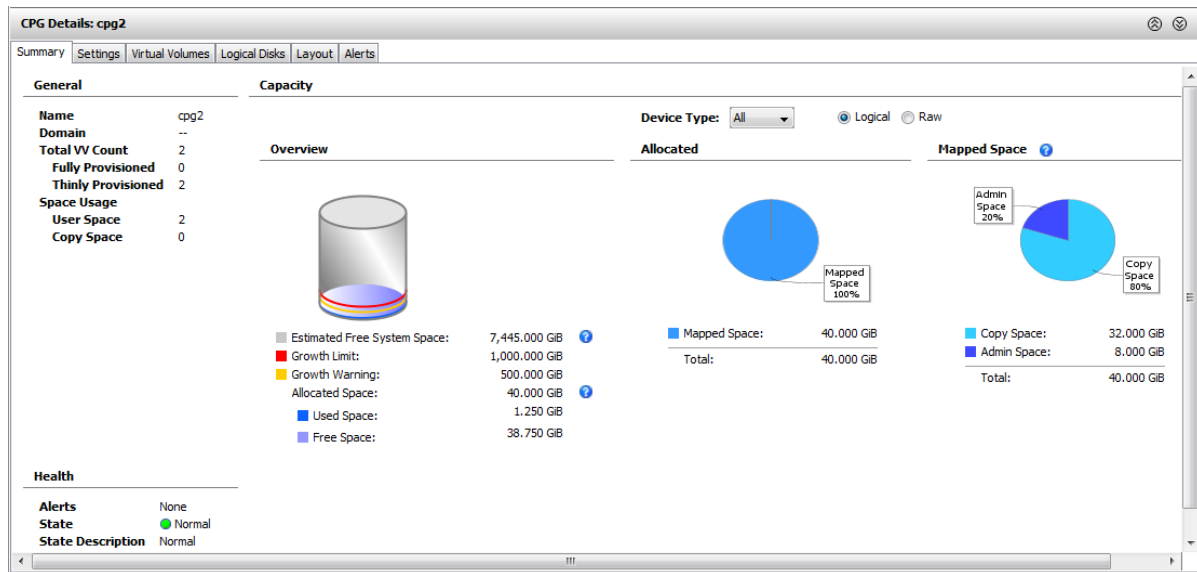 CPG Details: cpg2
Summary Settings Virtual Volumes Logical Disks Layout Alerts
General
Name cpg2
Domain --
Total VV Count 2
Fully Provisioned 0
Thinly Provisioned 2
Space Usage
User Space 2
Copy Space 0
Capacity
Device Type: All Logical Raw
Overview
Estimated Free System Space: 7,445.000 GiB
Growth Limit: 1,000.000 GiB
Growth Warning: 500.000 GiB
Allocated Space: 40.000 GiB
Used Space: 1.250 GiB
Free Space: 38.750 GiB
Allocated
Mapped
Space
100%
Mapped Space: 40.000 GiB
Total: 40.000 GiB
Mapped Space
Admin
Space
20%
Copy
Space
80%
Copy Space: 32.000 GiB
Admin Space: 8.000 GiB
Total: 40.000 GiB
Health
Alerts None
State Normal
State Description Normal